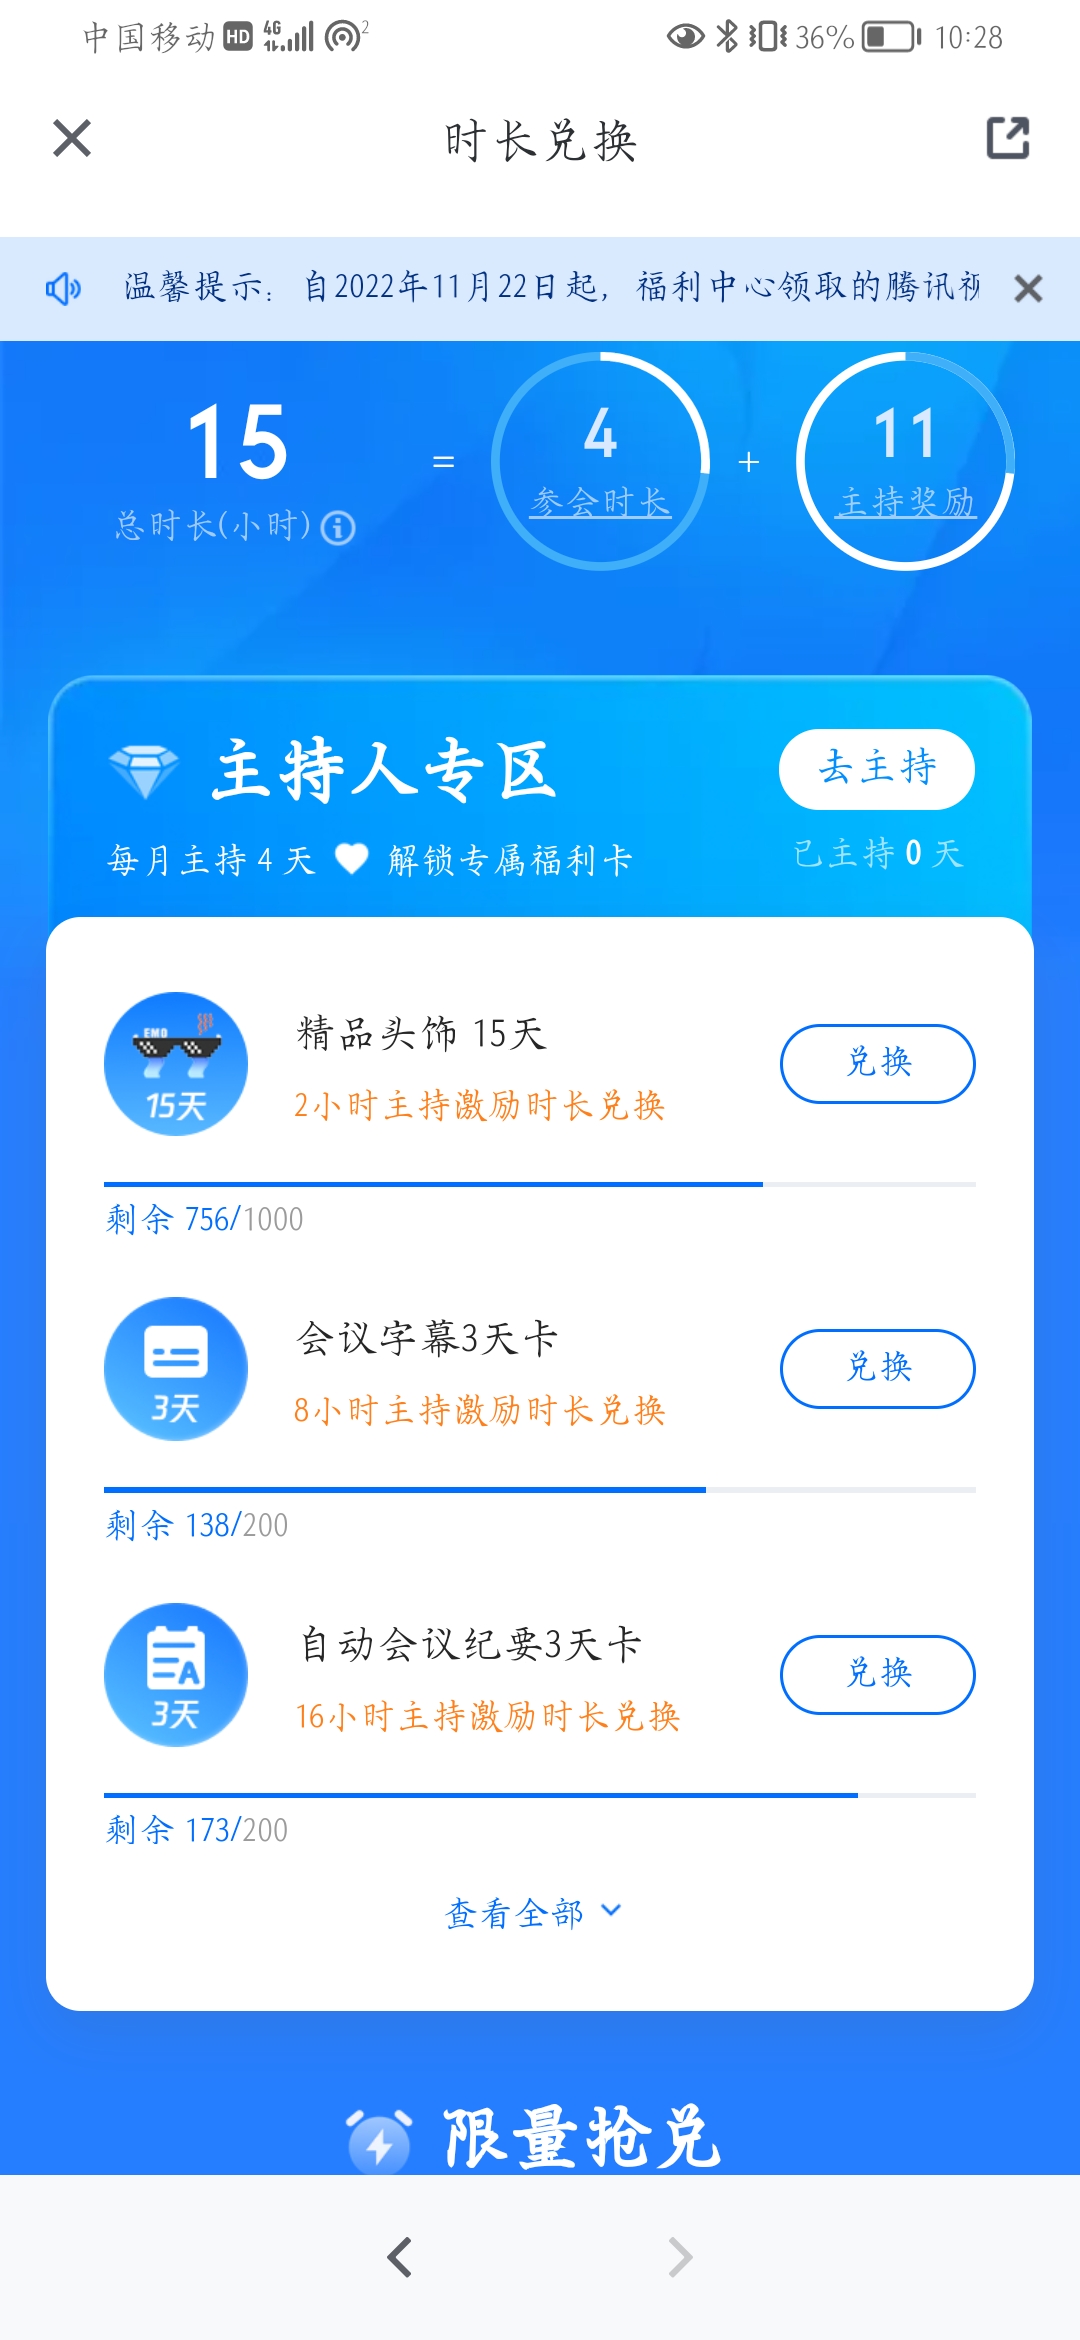 中国移动 HD 4G 2 36% 10:28
时长兑换
温馨提示：自2022年11月22日起，福利中心领取的腾讯
15 = 4 + 11
总时长(小时) 参会时长 主持奖励
主持人专区 去主持
每月主持 4 天 解锁专属福利卡 已主持 0 天
EMO
15天
精品头饰 15天
2小时主持激励时长兑换
兑换
剩余 756/1000
3天
会议字幕3天卡
8小时主持激励时长兑换
兑换
剩余 138/200
A
3天
自动会议纪要3天卡
16小时主持激励时长兑换
兑换
剩余 173/200
查看全部
限量抢兑